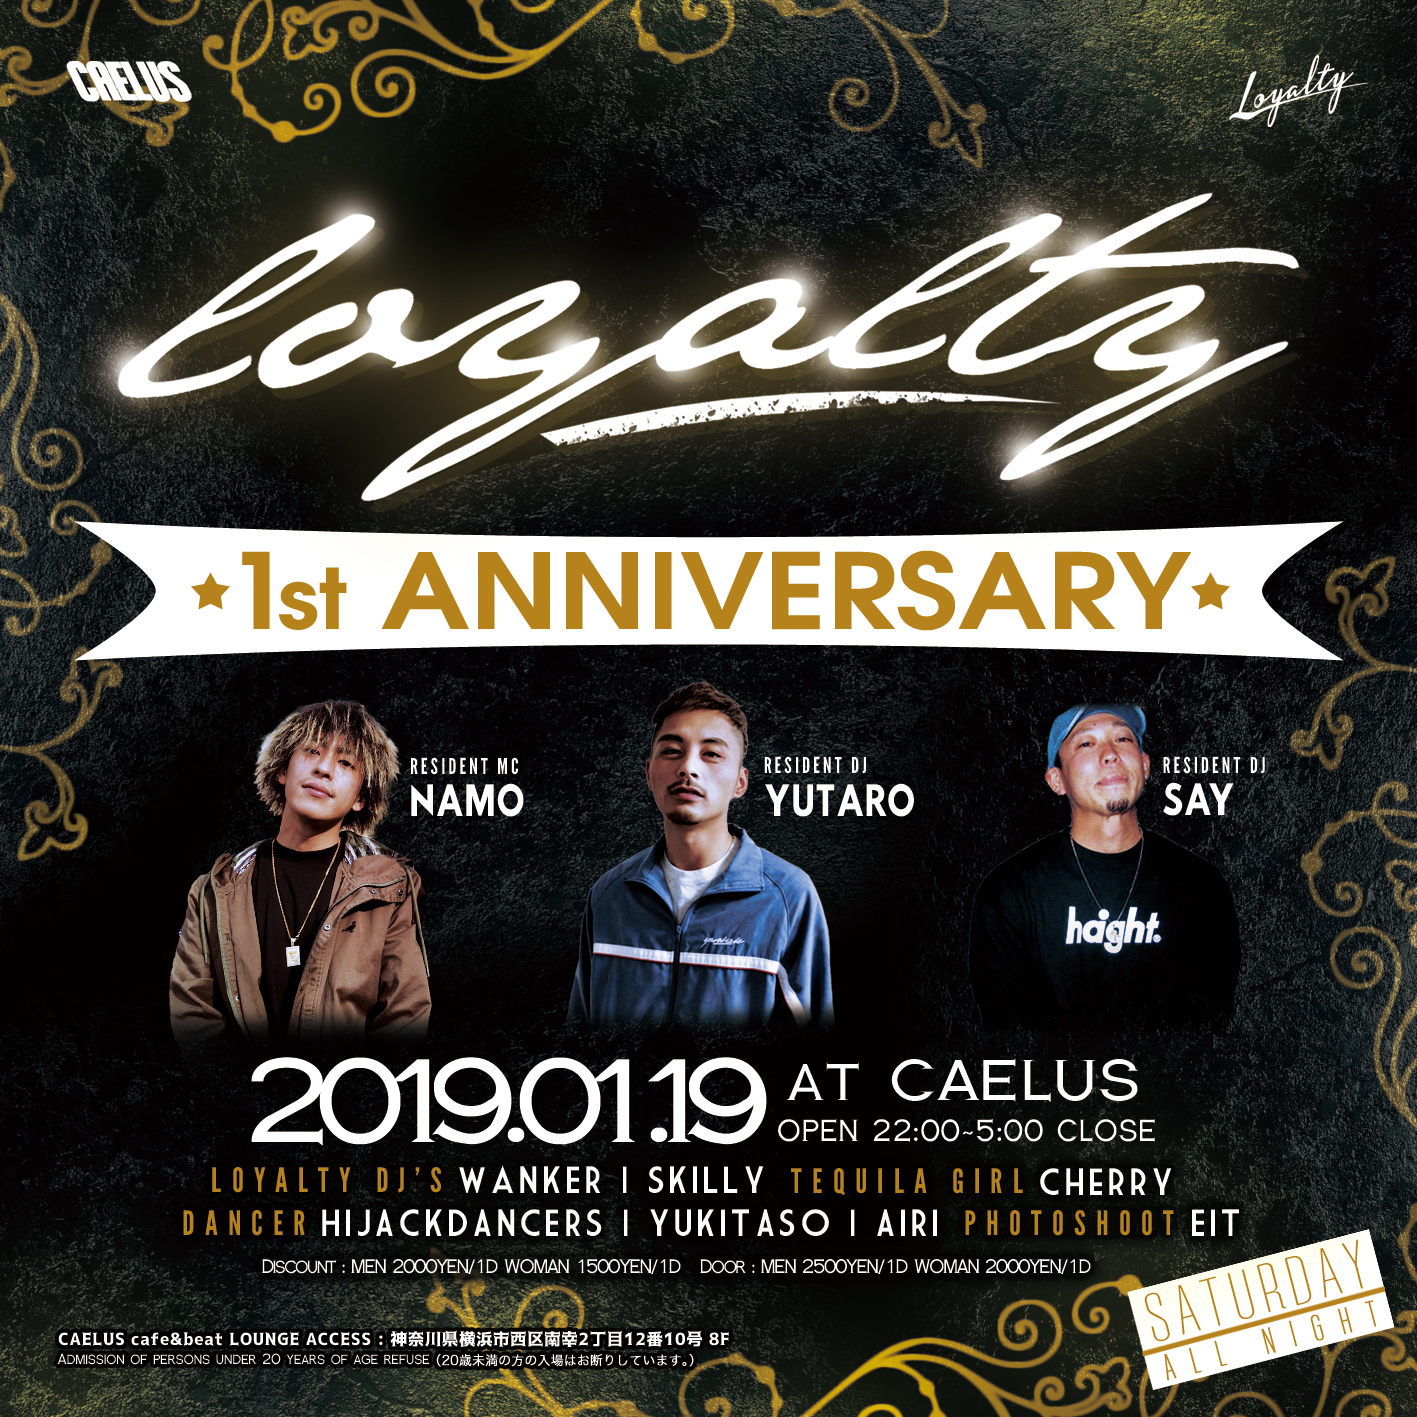 CAELUS
Loyalty
loyalty
1st ANNIVERSARY
RESIDENT MC
NAMO
RESIDENT DJ
YUTARO
RESIDENT DJ
SAY
haight.
2019.01.19 AT CAELUS
OPEN 22:00~5:00 CLOSE
LOYALTY DJ'S WANKER | SKILLY TEQUILA GIRL CHERRY
DANCER HIJACKDANCERS | YUKITASO | AIRI PHOTOSHOOT EIT
DISCOUNT : MEN 2000YEN/1D WOMAN 1500YEN/1D DOOR : MEN 2500YEN/1D WOMAN 2000YEN/1D
SATURDAY
ALL NIGHT
CAELUS cafe&beat LOUNGE ACCESS : 神奈川県横浜市西区南幸2丁目12番10号 8F
ADMISSION OF PERSONS UNDER 20 YEARS OF AGE REFUSE (20歳未満の方の入場はお断りしています。)